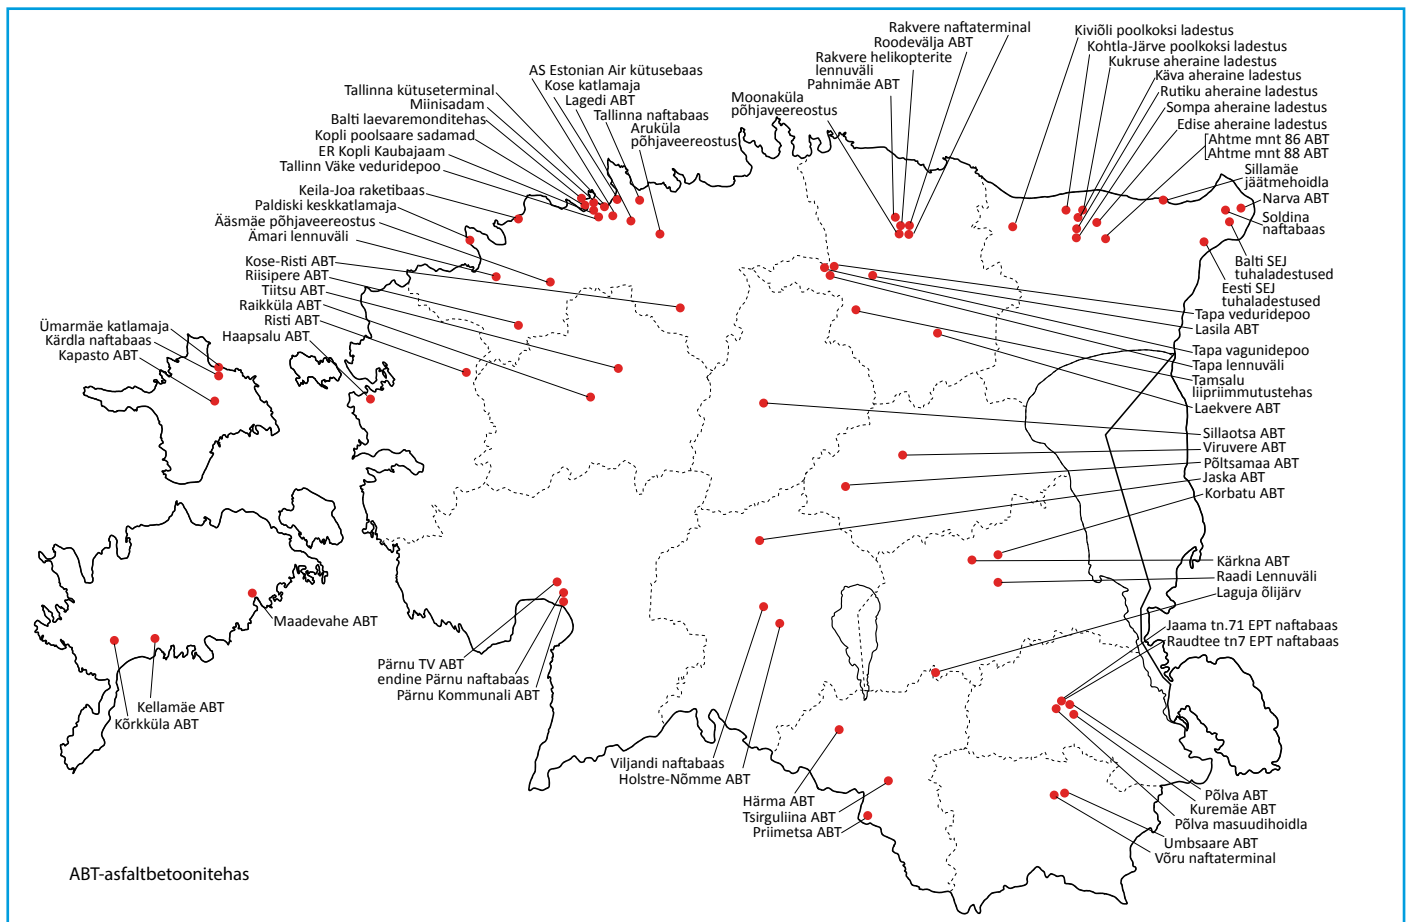 Rakvere naftaterminal
Roodevälja ABT
Rakvere helikopterite
lennuväli
Pahnimäe ABT
Moonaküla
põhjaveereostus
Kiviõli poolkoksi ladestus
Kohtla-Järve poolkoksi ladestus
Kukruse aheraine ladestus
Käva aheraine ladestus
Rutiku aheraine ladestus
Sompa aheraine ladestus
Edise aheraine ladestus
Ahtme mnt 86 ABT
Ahtme mnt 88 ABT
Sillamäe
jäätmehoidla
Narva ABT
Soldina
naftabaas
Balti SEJ
tuhaladestused
Eesti SEJ
tuhaladestused
Tapa veduridepoo
Lasila ABT
Tapa vagunidepoo
Tapa lennuväli
Tamsalu
liipriimmutustehas
Laekvere ABT
AS Estonian Air kütusebaas
Kose katlamaja
Lagedi ABT
Tallinna naftabaas
Aruküla
põhjaveereostus
Tallinna kütuseterminal
Miinisadam
Balti laevaremonditehas
Kopli poolsaare sadamad
ER Kopli Kaubajaam
Tallinn Väke veduridepoo
Keila-Joa raketibaas
Paldiski keskkatlamaja
Ääsmäe põhjaveereostus
Ämari lennuväli
Kose-Risti ABT
Riisipere ABT
Tiitsu ABT
Raikküla ABT
Risti ABT
Haapsalu ABT
Ümarmäe katlamaja
Kärdla naftabaas
Kapasto ABT
Sillaotsa ABT
Viruvere ABT
Põltsamaa ABT
Jaska ABT
Korbatu ABT
Kärkna ABT
Raadi Lennuväli
Laguja õlijärv
Jaama tn.71 EPT naftabaas
Raudtee tn7 EPT naftabaas
Maadevahe ABT
Kellamäe ABT
Kõrkküla ABT
Pärnu TV ABT
endine Pärnu naftabaas
Pärnu Kommunali ABT
Viljandi naftabaas
Holstre-Nõmme ABT
Härma ABT
Tsirguliina ABT
Priimetsa ABT
Põlva ABT
Kuremäe ABT
Põlva masuudihoidla
Umbsaare ABT
Võru naftaterminal
ABT-asfaltbetoonitehas